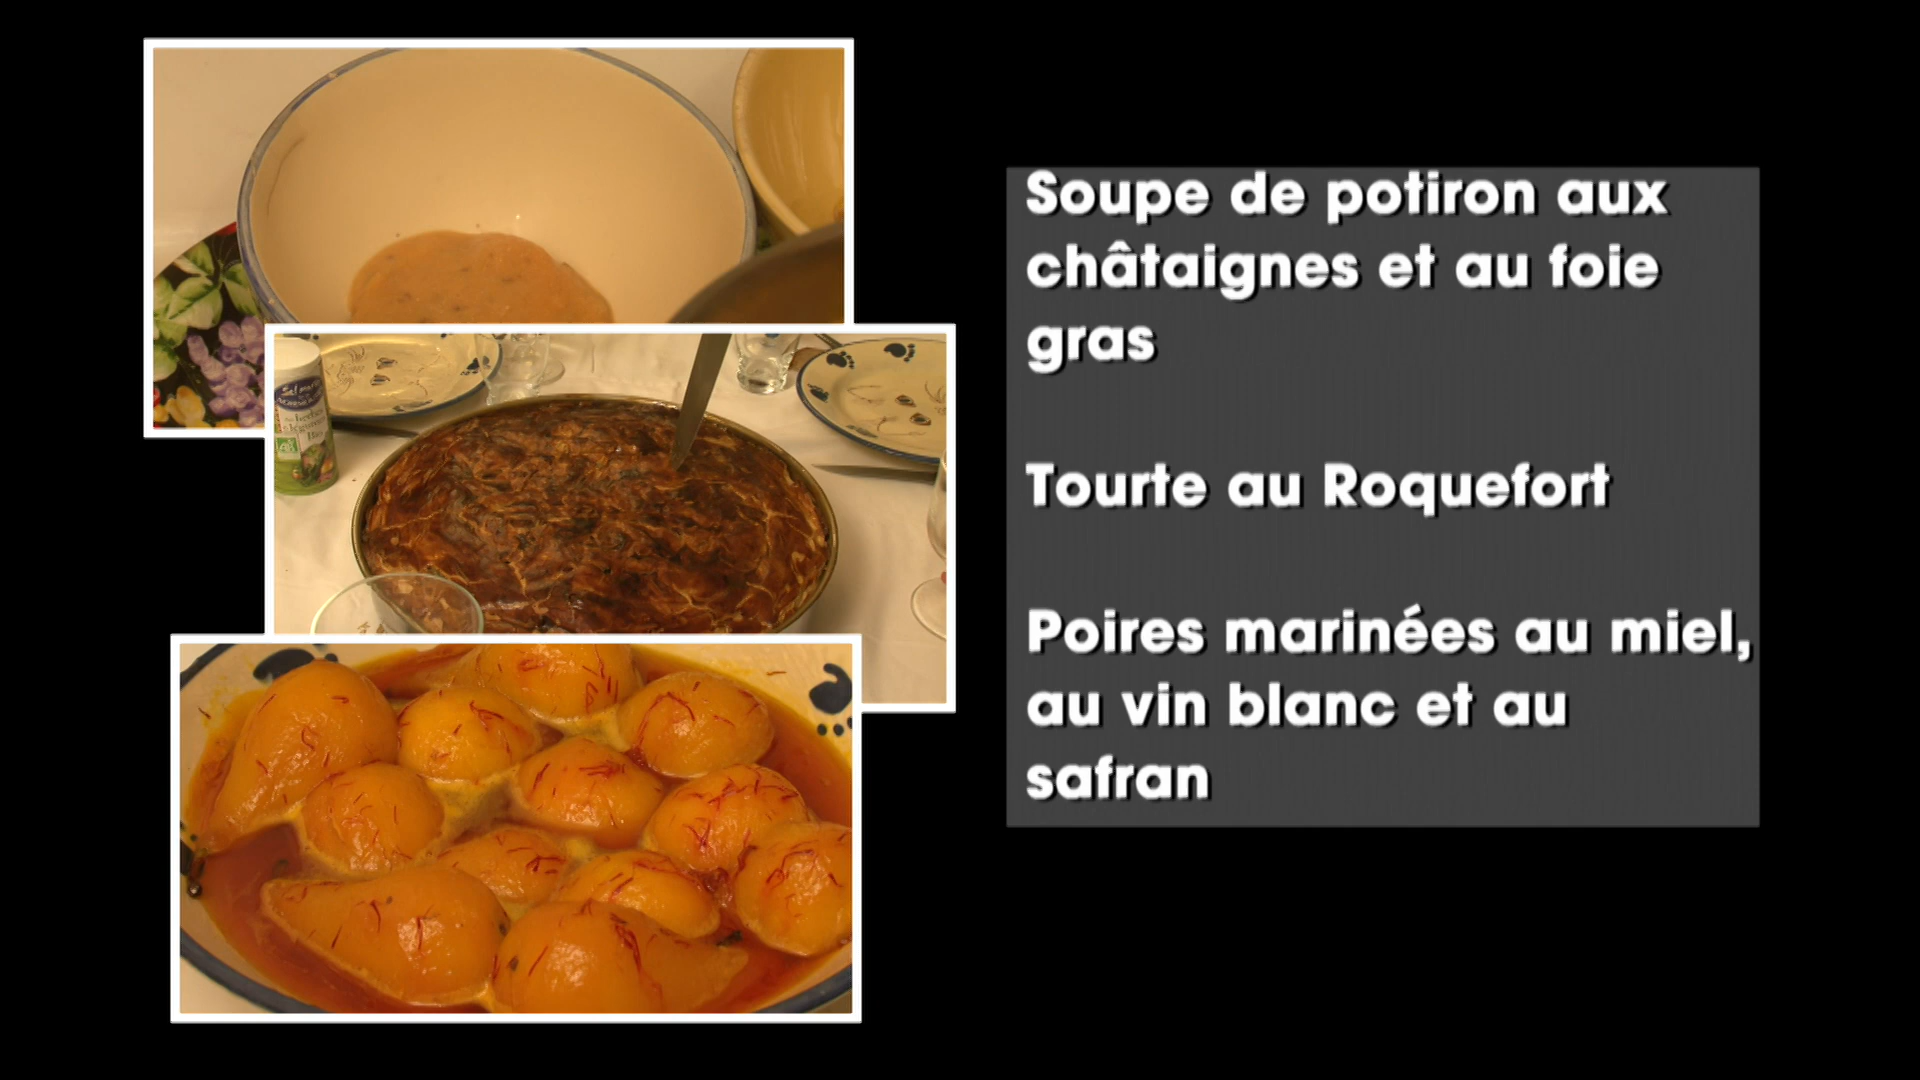 Soupe de potiron aux
châtaignes et au foie
gras
Tourte au Roquefort
Poires marinées au miel,
au vin blanc et au
safran